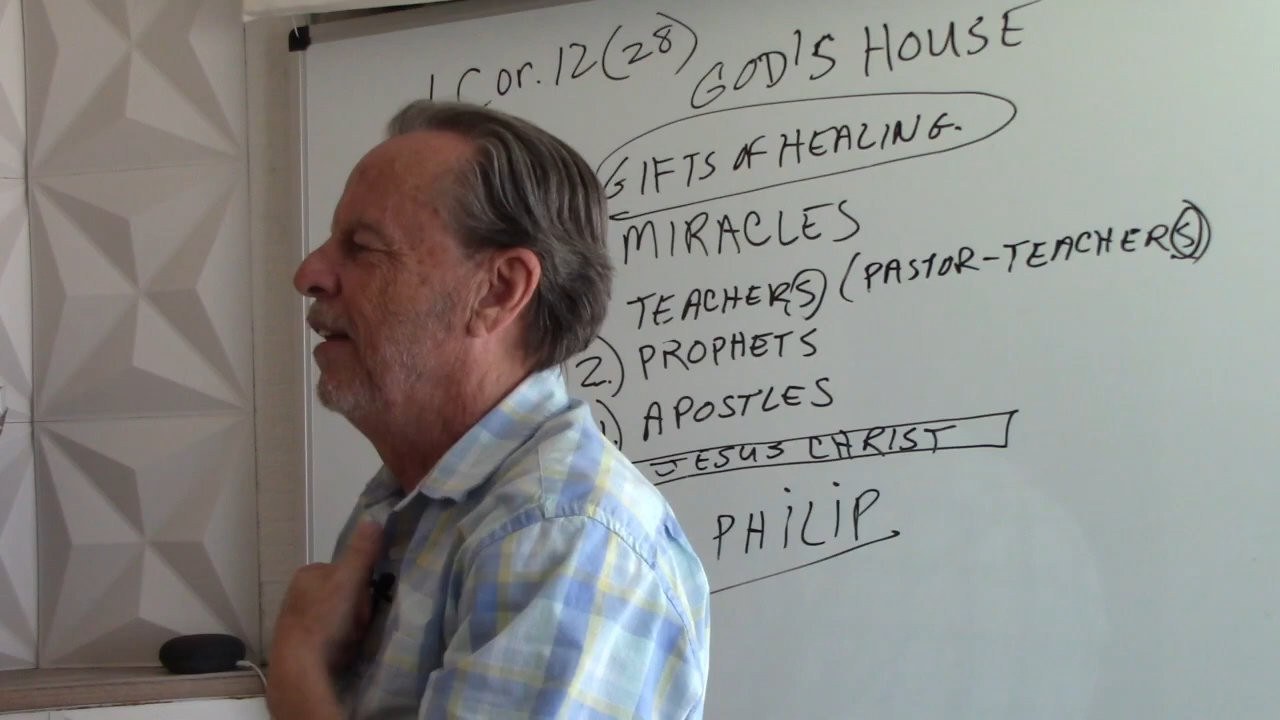 1 Cor. 12 (28) GOD'S HOUSE
GIFTS OF HEALING.
MIRACLES
TEACHER(S) (PASTOR-TEACHER(S))
2.) PROPHETS
1.) APOSTLES
JESUS CHRIST
PHILIP